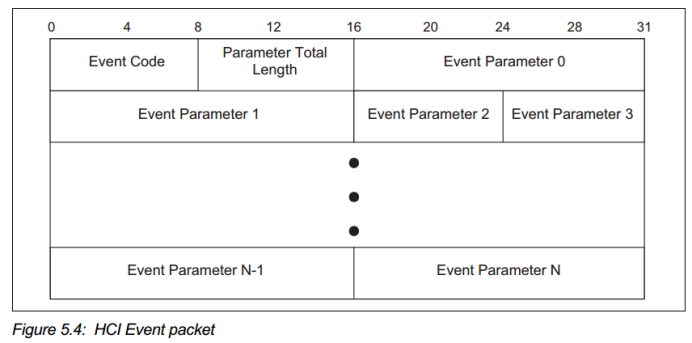 0 4 8 12 16 20 24 28 31
Event Code
Parameter Total
Length
Event Parameter 0
Event Parameter 1
Event Parameter 2
Event Parameter 3
Event Parameter N-1
Event Parameter N
Figure 5.4: HCI Event packet